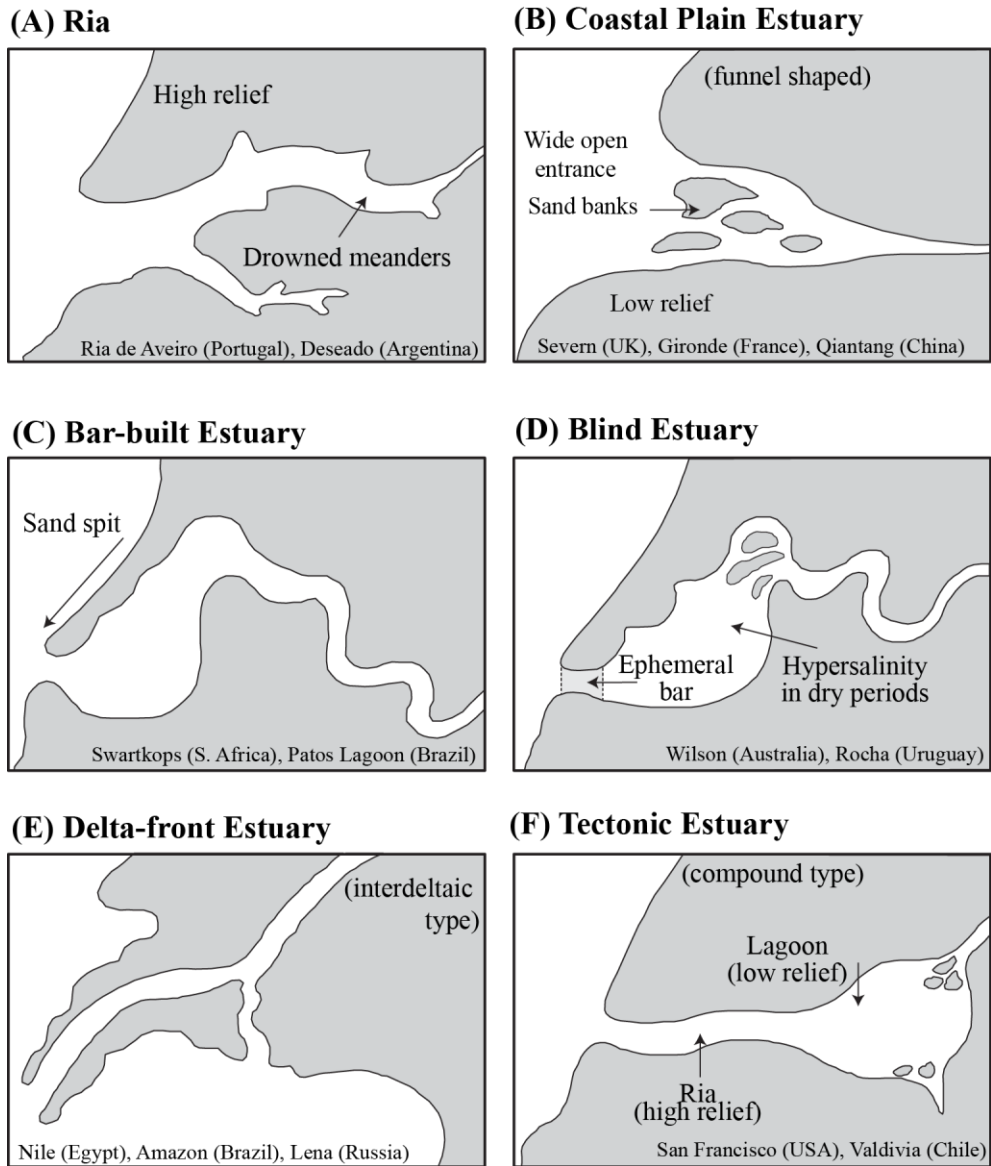 (A) Ria
High relief
Drowned meanders
Ria de Aveiro (Portugal), Deseado (Argentina)
(B) Coastal Plain Estuary
(funnel shaped)
Wide open
entrance
Sand banks
Low relief
Severn (UK), Gironde (France), Qiantang (China)
(C) Bar-built Estuary
Sand spit
Swartkops (S. Africa), Patos Lagoon (Brazil)
(D) Blind Estuary
Ephemeral
bar
Hypersalinity
in dry periods
Wilson (Australia), Rocha (Uruguay)
(E) Delta-front Estuary
(interdeltaic
type)
Nile (Egypt), Amazon (Brazil), Lena (Russia)
(F) Tectonic Estuary
(compound type)
Lagoon
(low relief)
Ria
(high relief)
San Francisco (USA), Valdivia (Chile)